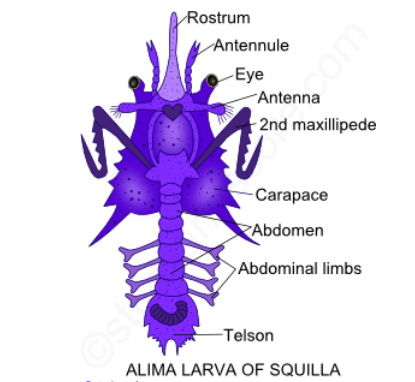 Rostrum
Antennule
Eye
Antenna
2nd maxillipede
Carapace
Abdomen
Abdominal limbs
Telson
ALIMA LARVA OF SQUILLA